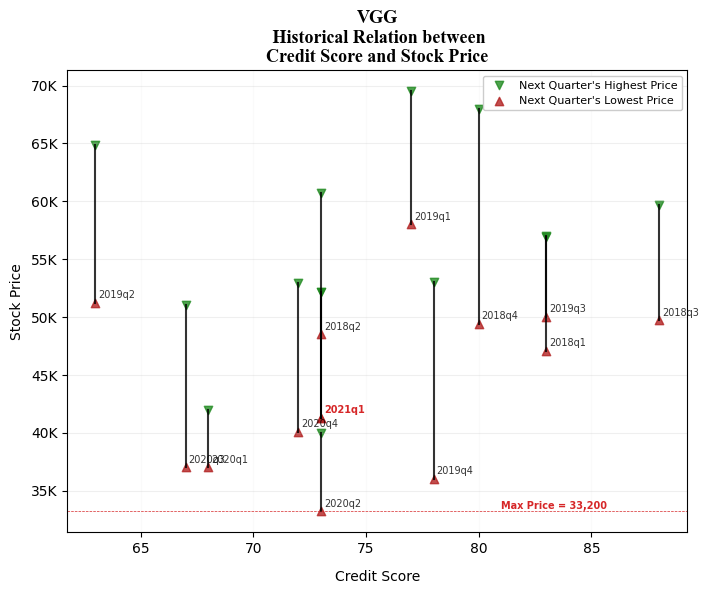 VGG
Historical Relation between
Credit Score and Stock Price
Next Quarter's Highest Price
Next Quarter's Lowest Price
70K
65K
60K
55K
50K
45K
40K
35K
Stock Price
2019q1
2019q2
2018q4
2019q3
2018q3
2018q2
2018q1
2021q1
2020q4
2020q3
2020q1
2019q4
2020q2
Max Price = 33,200
65
70
75
80
85
Credit Score